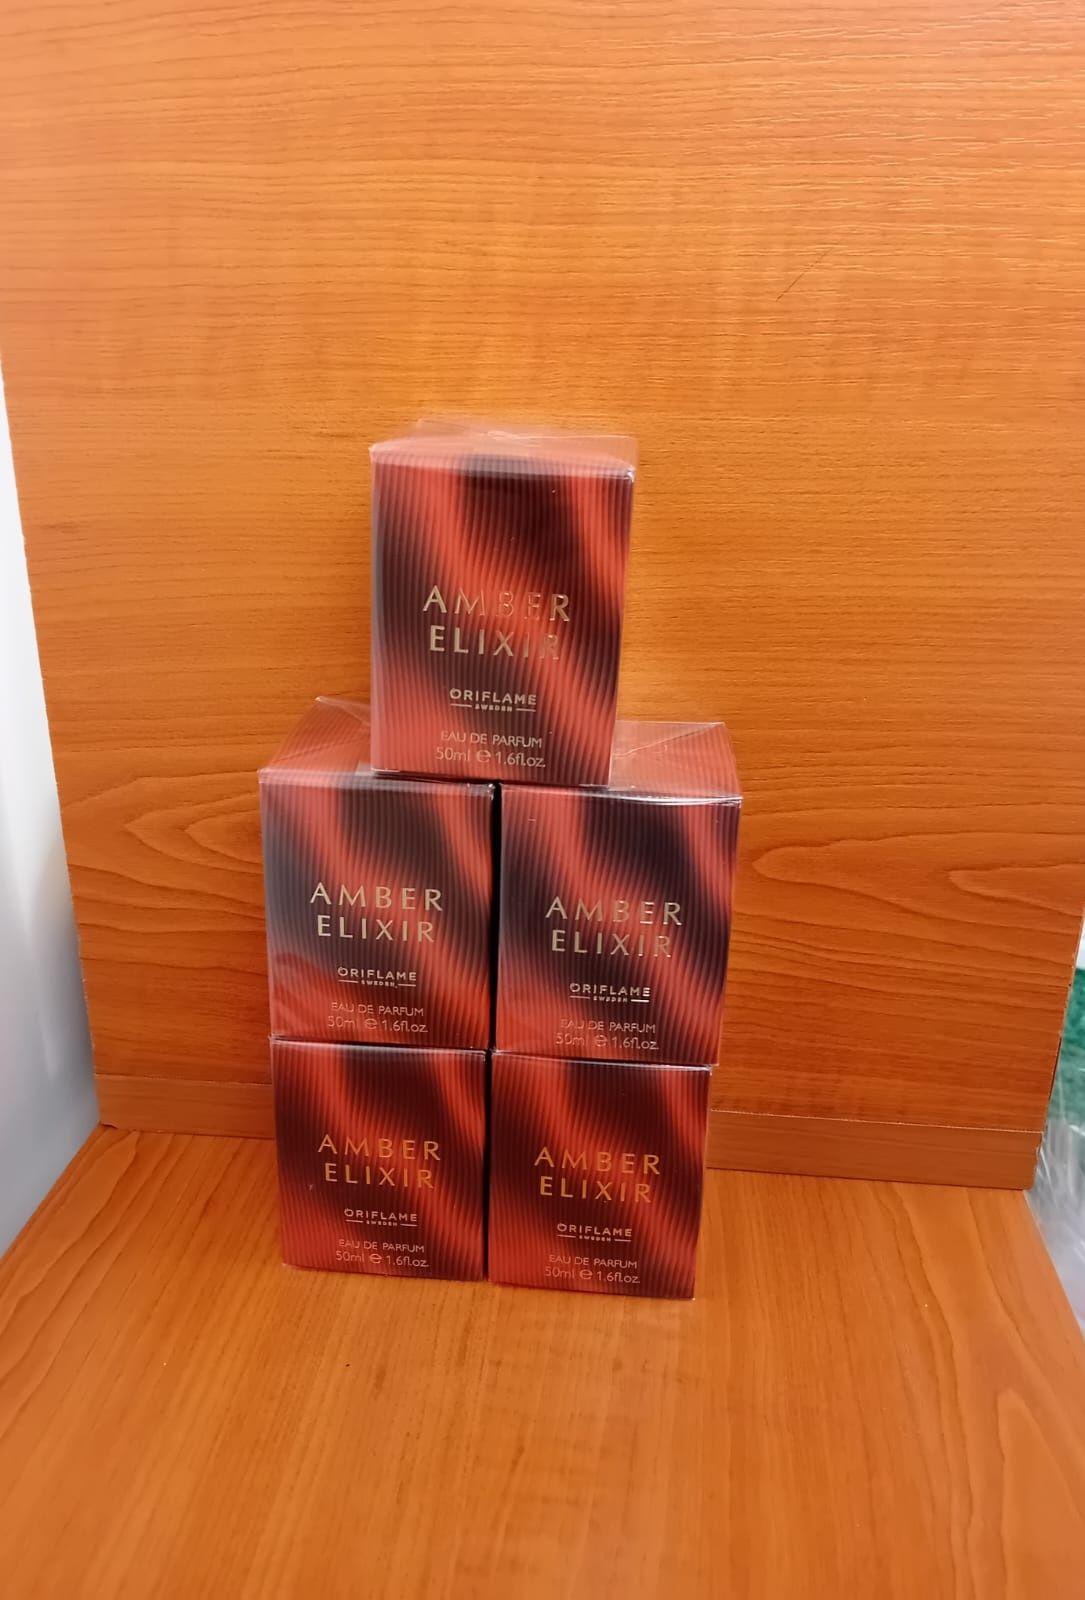 AMBER
ELIXIR
ORIFLAME
SWEDEN
EAU DE PARFUM
50ml ℮ 1.6fl.oz.
AMBER
ELIXIR
ORIFLAME
SWEDEN
EAU DE PARFUM
50ml ℮ 1.6fl.oz.
AMBER
ELIXIR
ORIFLAME
SWEDEN
EAU DE PARFUM
50ml ℮ 1.6fl.oz.
AMBER
ELIXIR
ORIFLAME
SWEDEN
EAU DE PARFUM
50ml ℮ 1.6fl.oz.
AMBER
ELIXIR
ORIFLAME
SWEDEN
EAU DE PARFUM
50ml ℮ 1.6fl.oz.